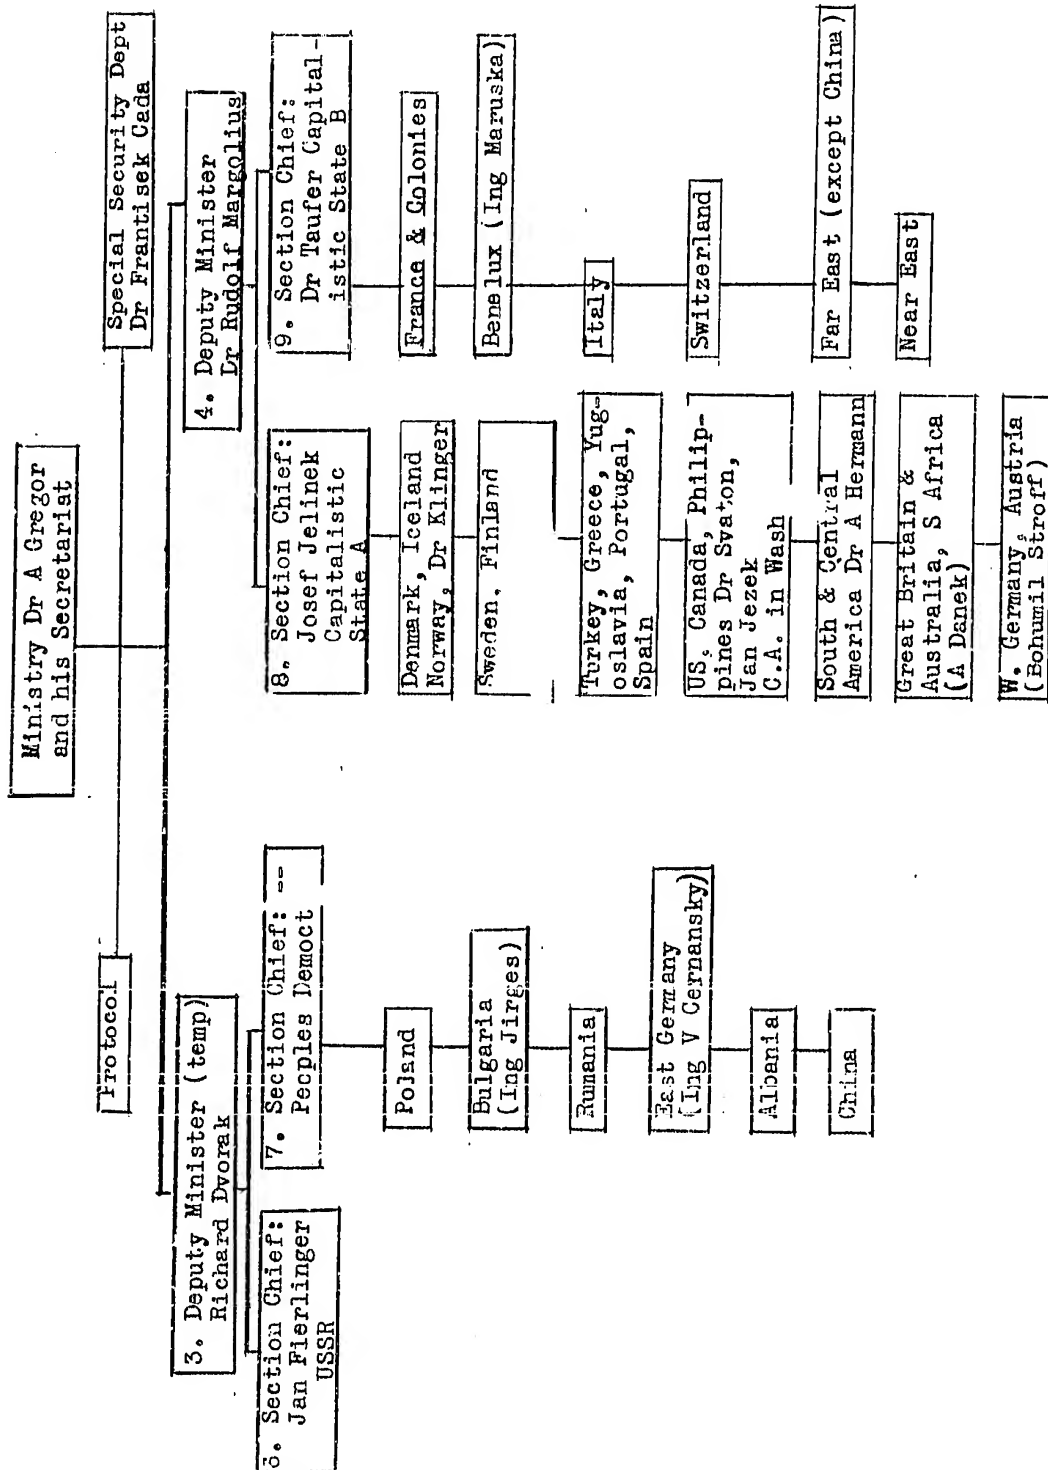 Ministry Dr A Gregor
and his Secretariat
Protocol
Special Security Dept
Dr Frantisek Cada
3. Deputy Minister (temp)
Richard Dvorak
4. Deputy Minister
Dr Rudolf Margolius
Section Chief:
Jan Fierlinger
USSR
7. Section Chief: --
Peoples Democt
Poland
Bulgaria
(Ing Jirges)
Rumania
East Germany
(Ing V Cernansky)
Albania
China
8. Section Chief:
Josef Jelinek
Capitalistic
State A
Denmark, Iceland
Norway, Dr Klinger
Sweden, Finland
Turkey, Greece, Yug-
oslavia, Portugal,
Spain
US, Canada, Philip-
pines Dr Svaton,
Jan Jezek
C.A. in Wash
South & Central
America Dr A Hermann
Great Britain &
Australia, S Africa
(A Danek)
W. Germany, Austria
(Bohumil Stroff)
9. Section Chief:
Dr Taufer Capital-
istic State B
France & Colonies
Benelux (Ing Maruska)
Italy
Switzerland
Far East (except China)
Near East